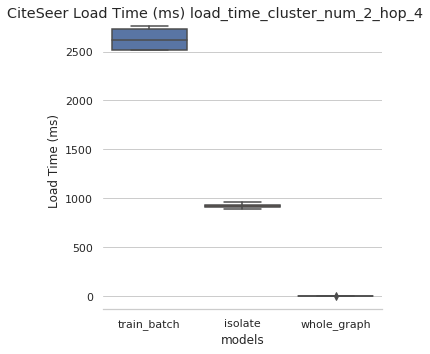 CiteSeer Load Time (ms) load_time_cluster_num_2_hop_4
2500
2000
1500
1000
500
0
Load Time (ms)
train_batch isolate whole_graph
models